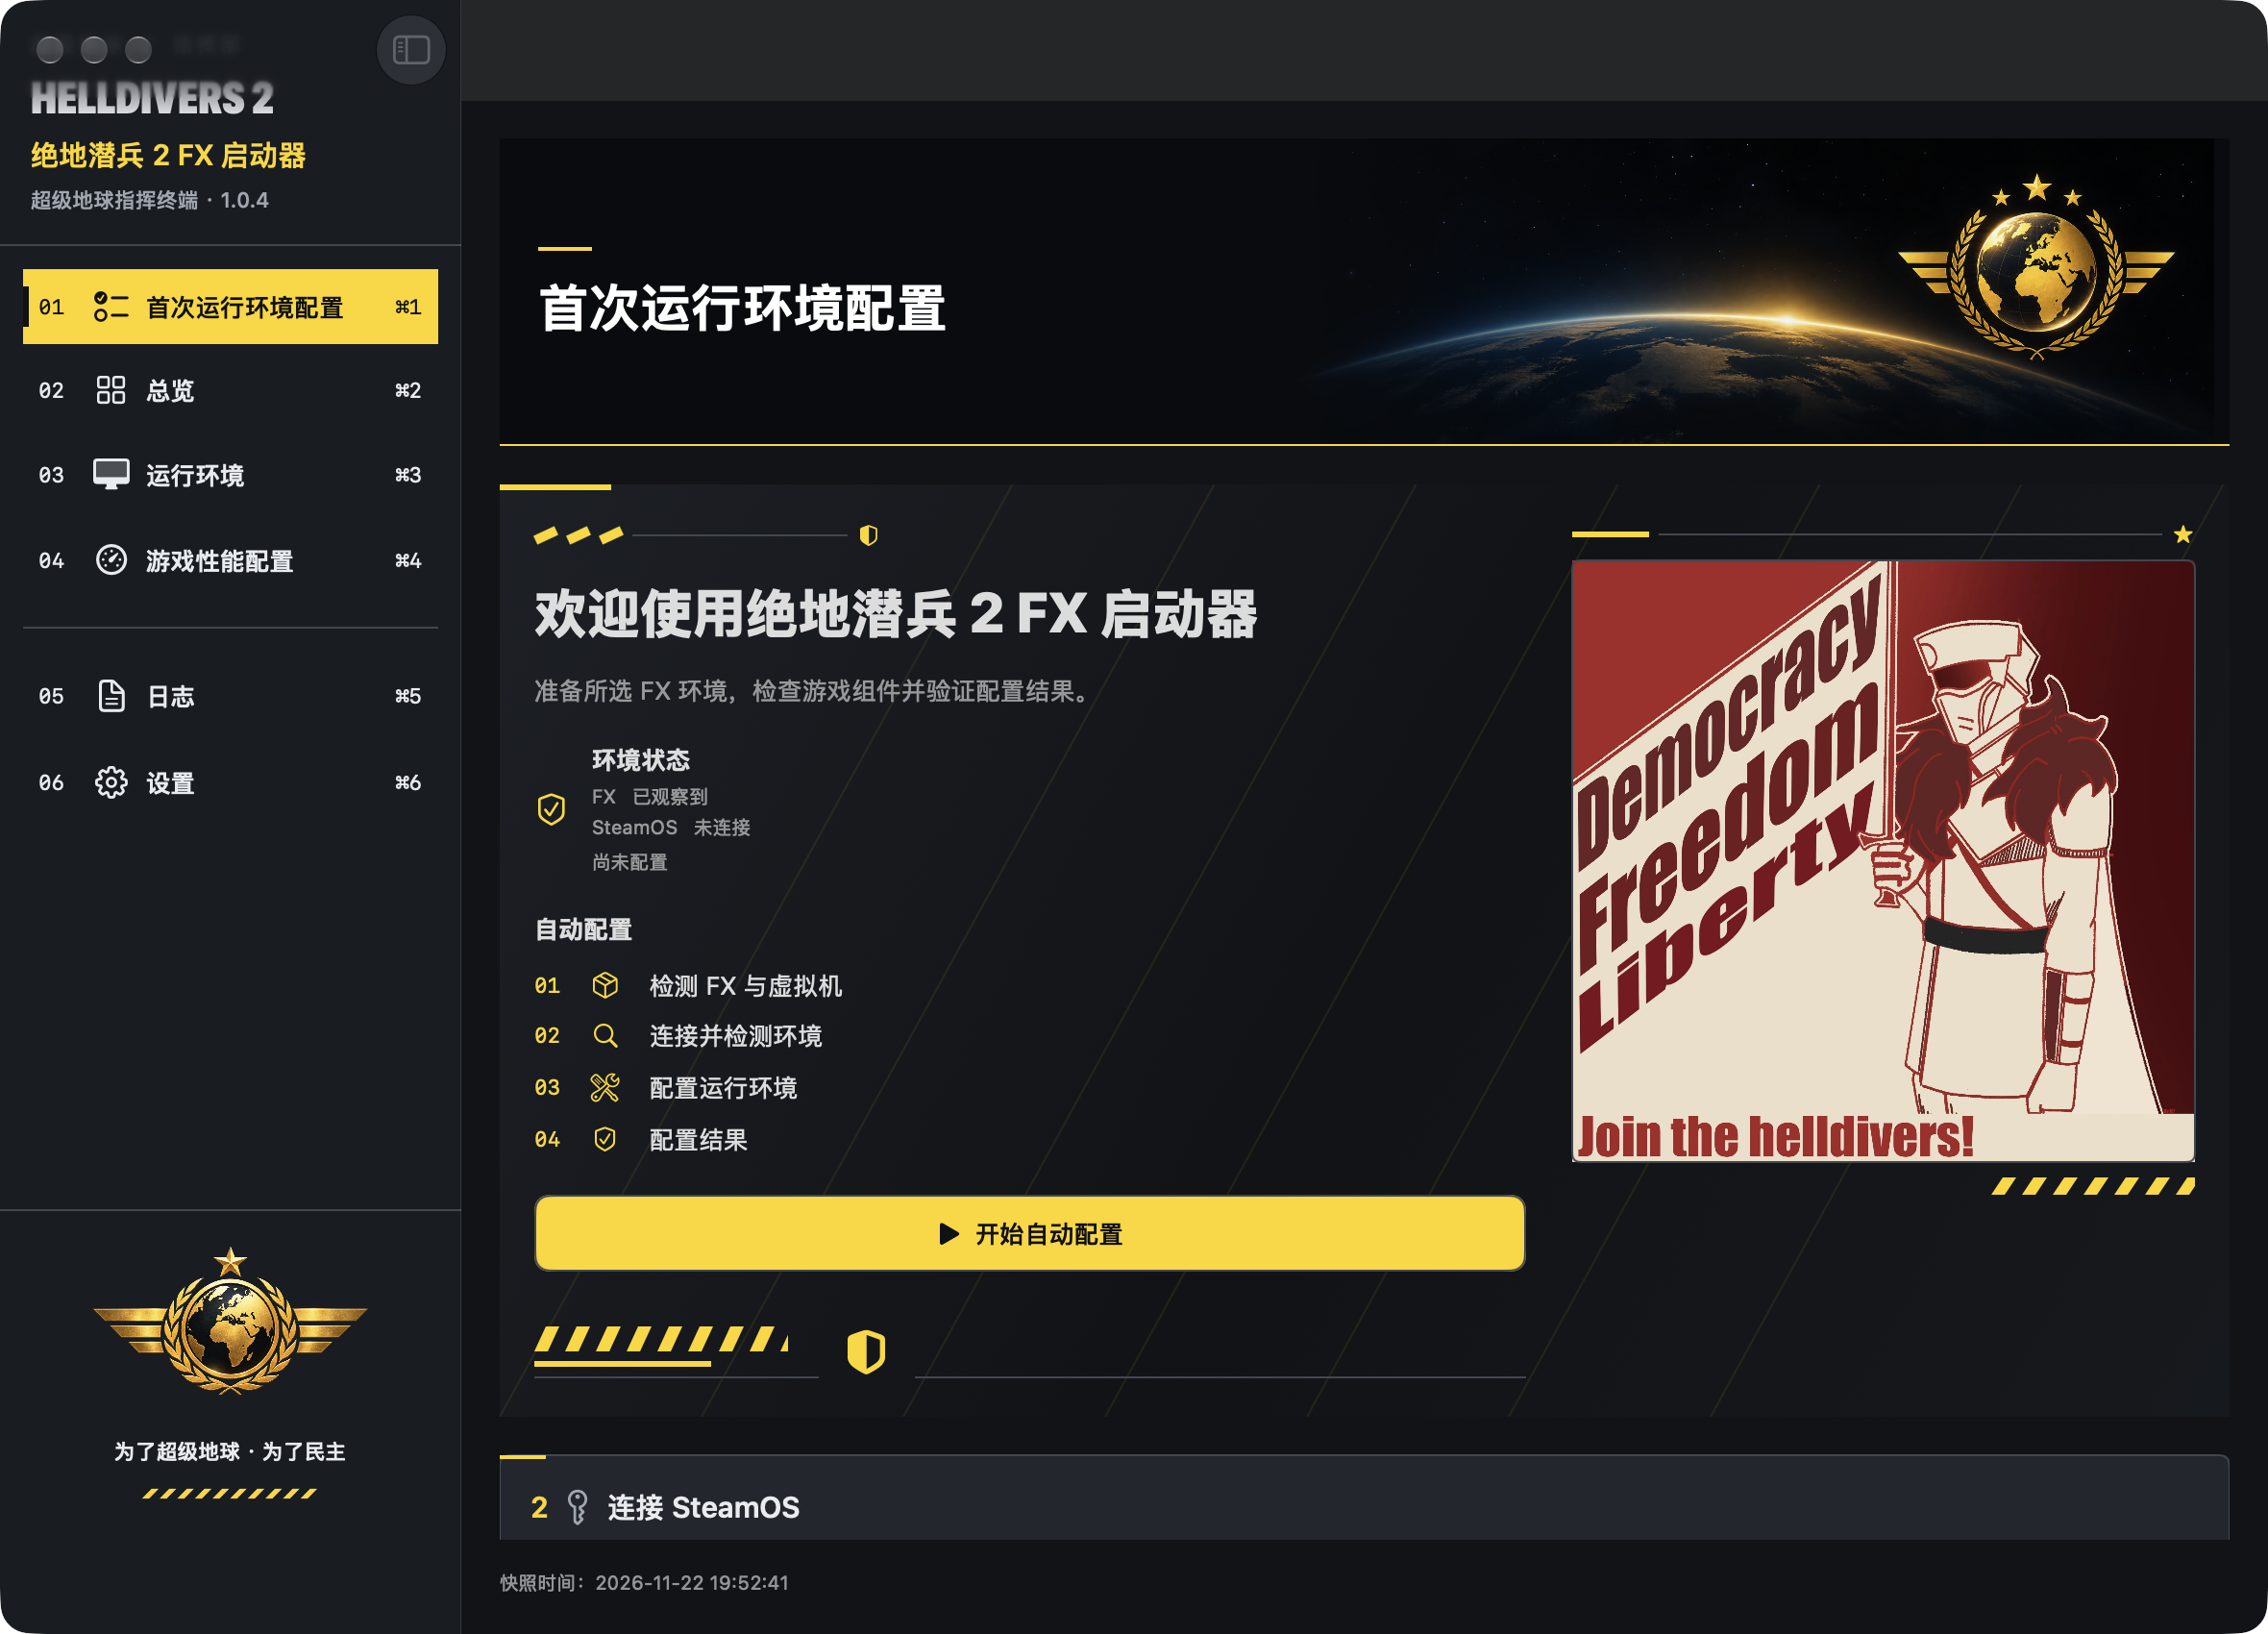 HELLDIVERS 2
绝地潜兵 2 FX 启动器
超级地球指挥终端 · 1.0.4
01 首次运行环境配置 ⌘1
02 总览 ⌘2
03 运行环境 ⌘3
04 游戏性能配置 ⌘4
05 日志 ⌘5
06 设置 ⌘6
为了超级地球 · 为了民主
首次运行环境配置
欢迎使用绝地潜兵 2 FX 启动器
准备所选 FX 环境，检查游戏组件并验证配置结果。
环境状态
FX 已观察到
SteamOS 未连接
尚未配置
自动配置
01 检测 FX 与虚拟机
02 连接并检测环境
03 配置运行环境
04 配置结果
开始自动配置
Democracy
Freedom
Liberty
Join the helldivers!
2 连接 SteamOS
快照时间：2026-11-22 19:52:41